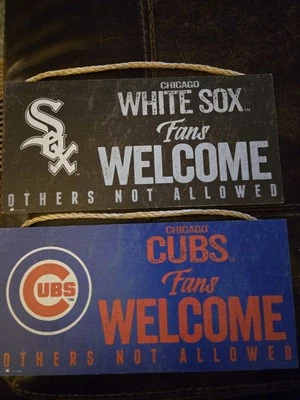 CHICAGO
WHITE SOX
Sox
Fans
WELCOME
OTHERS NOT ALLOWED
CHICAGO
CUBS
Fans
CUBS
WELCOME
OTHERS NOT ALLOWED